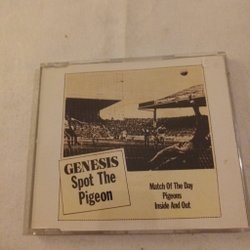 GENESIS
Spot The
Pigeon
Match Of The Day
Pigeons
Inside And Out